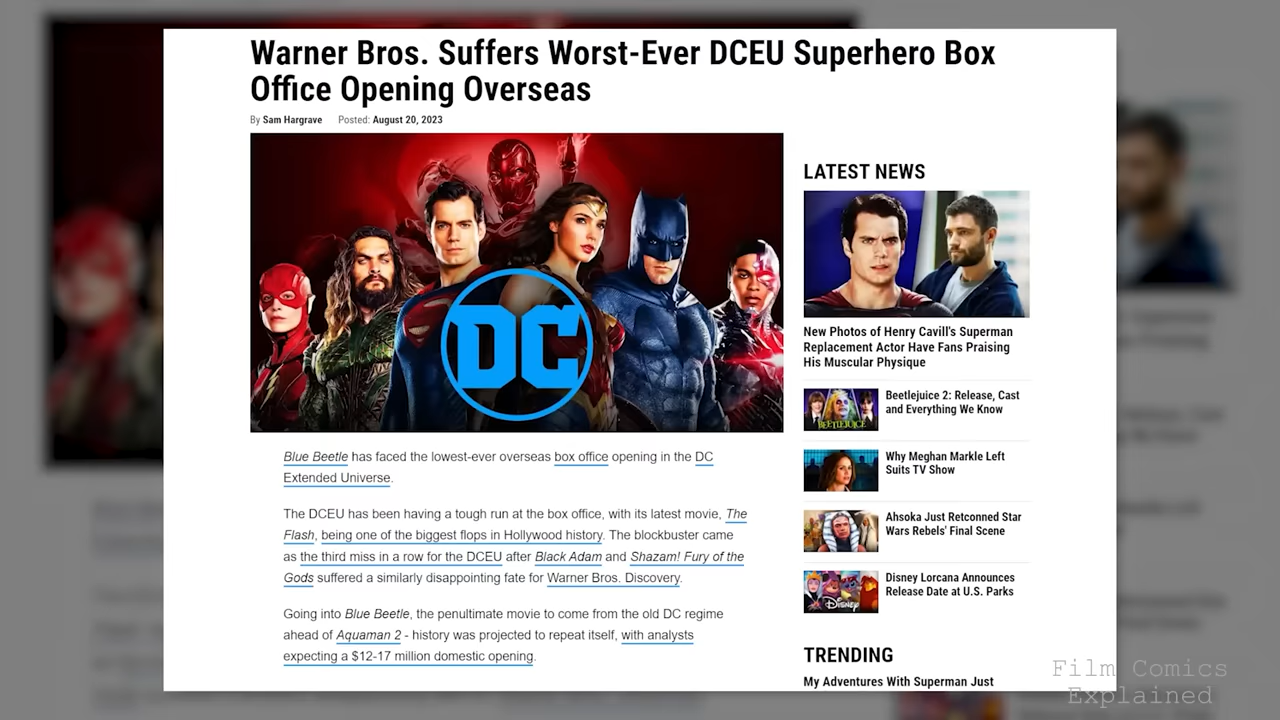 Warner Bros. Suffers Worst-Ever DCEU Superhero Box
Office Opening Overseas
By Sam Hargrave Posted: August 20, 2023
DC
Blue Beetle has faced the lowest-ever overseas box office opening in the DC
Extended Universe.
The DCEU has been having a tough run at the box office, with its latest movie, The
Flash, being one of the biggest flops in Hollywood history. The blockbuster came
as the third miss in a row for the DCEU after Black Adam and Shazam! Fury of the
Gods suffered a similarly disappointing fate for Warner Bros. Discovery.
Going into Blue Beetle, the penultimate movie to come from the old DC regime
ahead of Aquaman 2 - history was projected to repeat itself, with analysts
expecting a $12-17 million domestic opening.
LATEST NEWS
New Photos of Henry Cavill's Superman
Replacement Actor Have Fans Praising
His Muscular Physique
BEETLEJUICE
Beetlejuice 2: Release, Cast
and Everything We Know
Why Meghan Markle Left
Suits TV Show
Ahsoka Just Retconned Star
Wars Rebels' Final Scene
Disney
Disney Lorcana Announces
Release Date at U.S. Parks
TRENDING
My Adventures With Superman Just
Film Comics
Explained